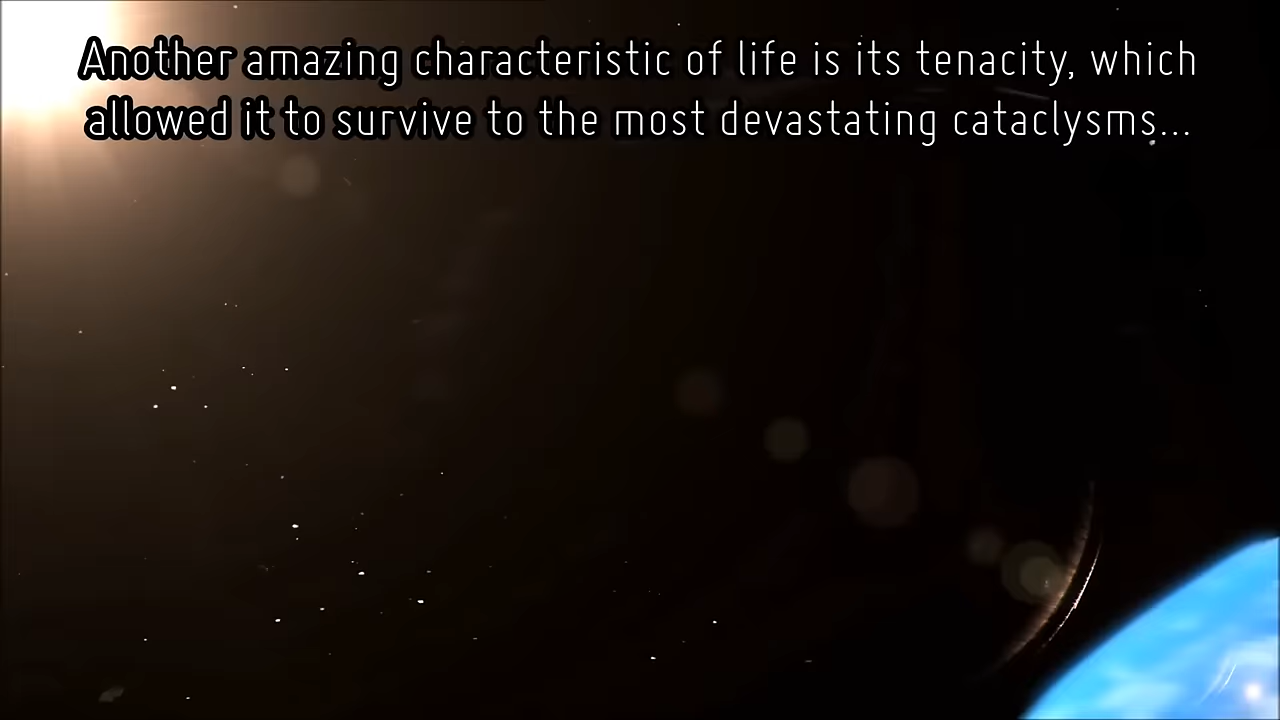 Another amazing characteristic of life is its tenacity, which
allowed it to survive to the most devastating cataclysms...